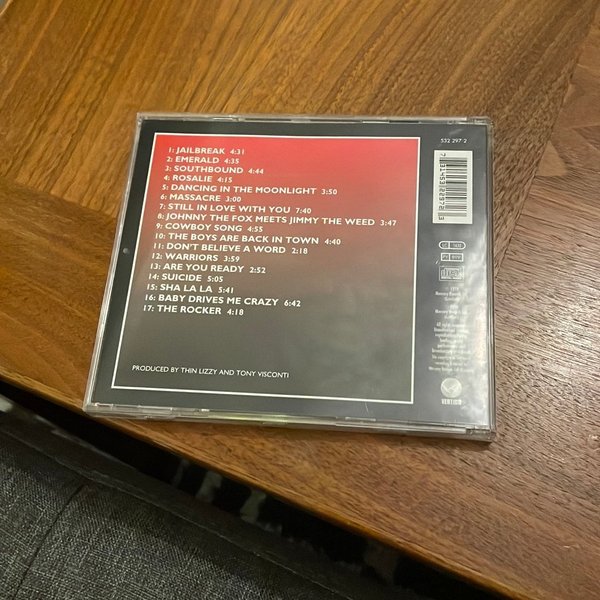 1: JAILBREAK 4:31
2: EMERALD 4:35
3: SOUTHBOUND 4:44
4: ROSALIE 4:15
5: DANCING IN THE MOONLIGHT 3:50
6: MASSACRE 3:00
7: STILL IN LOVE WITH YOU 7:40
8: JOHNNY THE FOX MEETS JIMMY THE WEED 3:47
9: COWBOY SONG 4:55
10: THE BOYS ARE BACK IN TOWN 4:40
11: DON'T BELIEVE A WORD 2:18
12: WARRIORS 3:59
13: ARE YOU READY 2:52
14: SUICIDE 5:05
15: SHA LA LA 5:41
16: BABY DRIVES ME CRAZY 6:42
17: THE ROCKER 4:18
PRODUCED BY THIN LIZZY AND TONY VISCONTI
532 297 2
7 31453 22972 3
VERTIGO